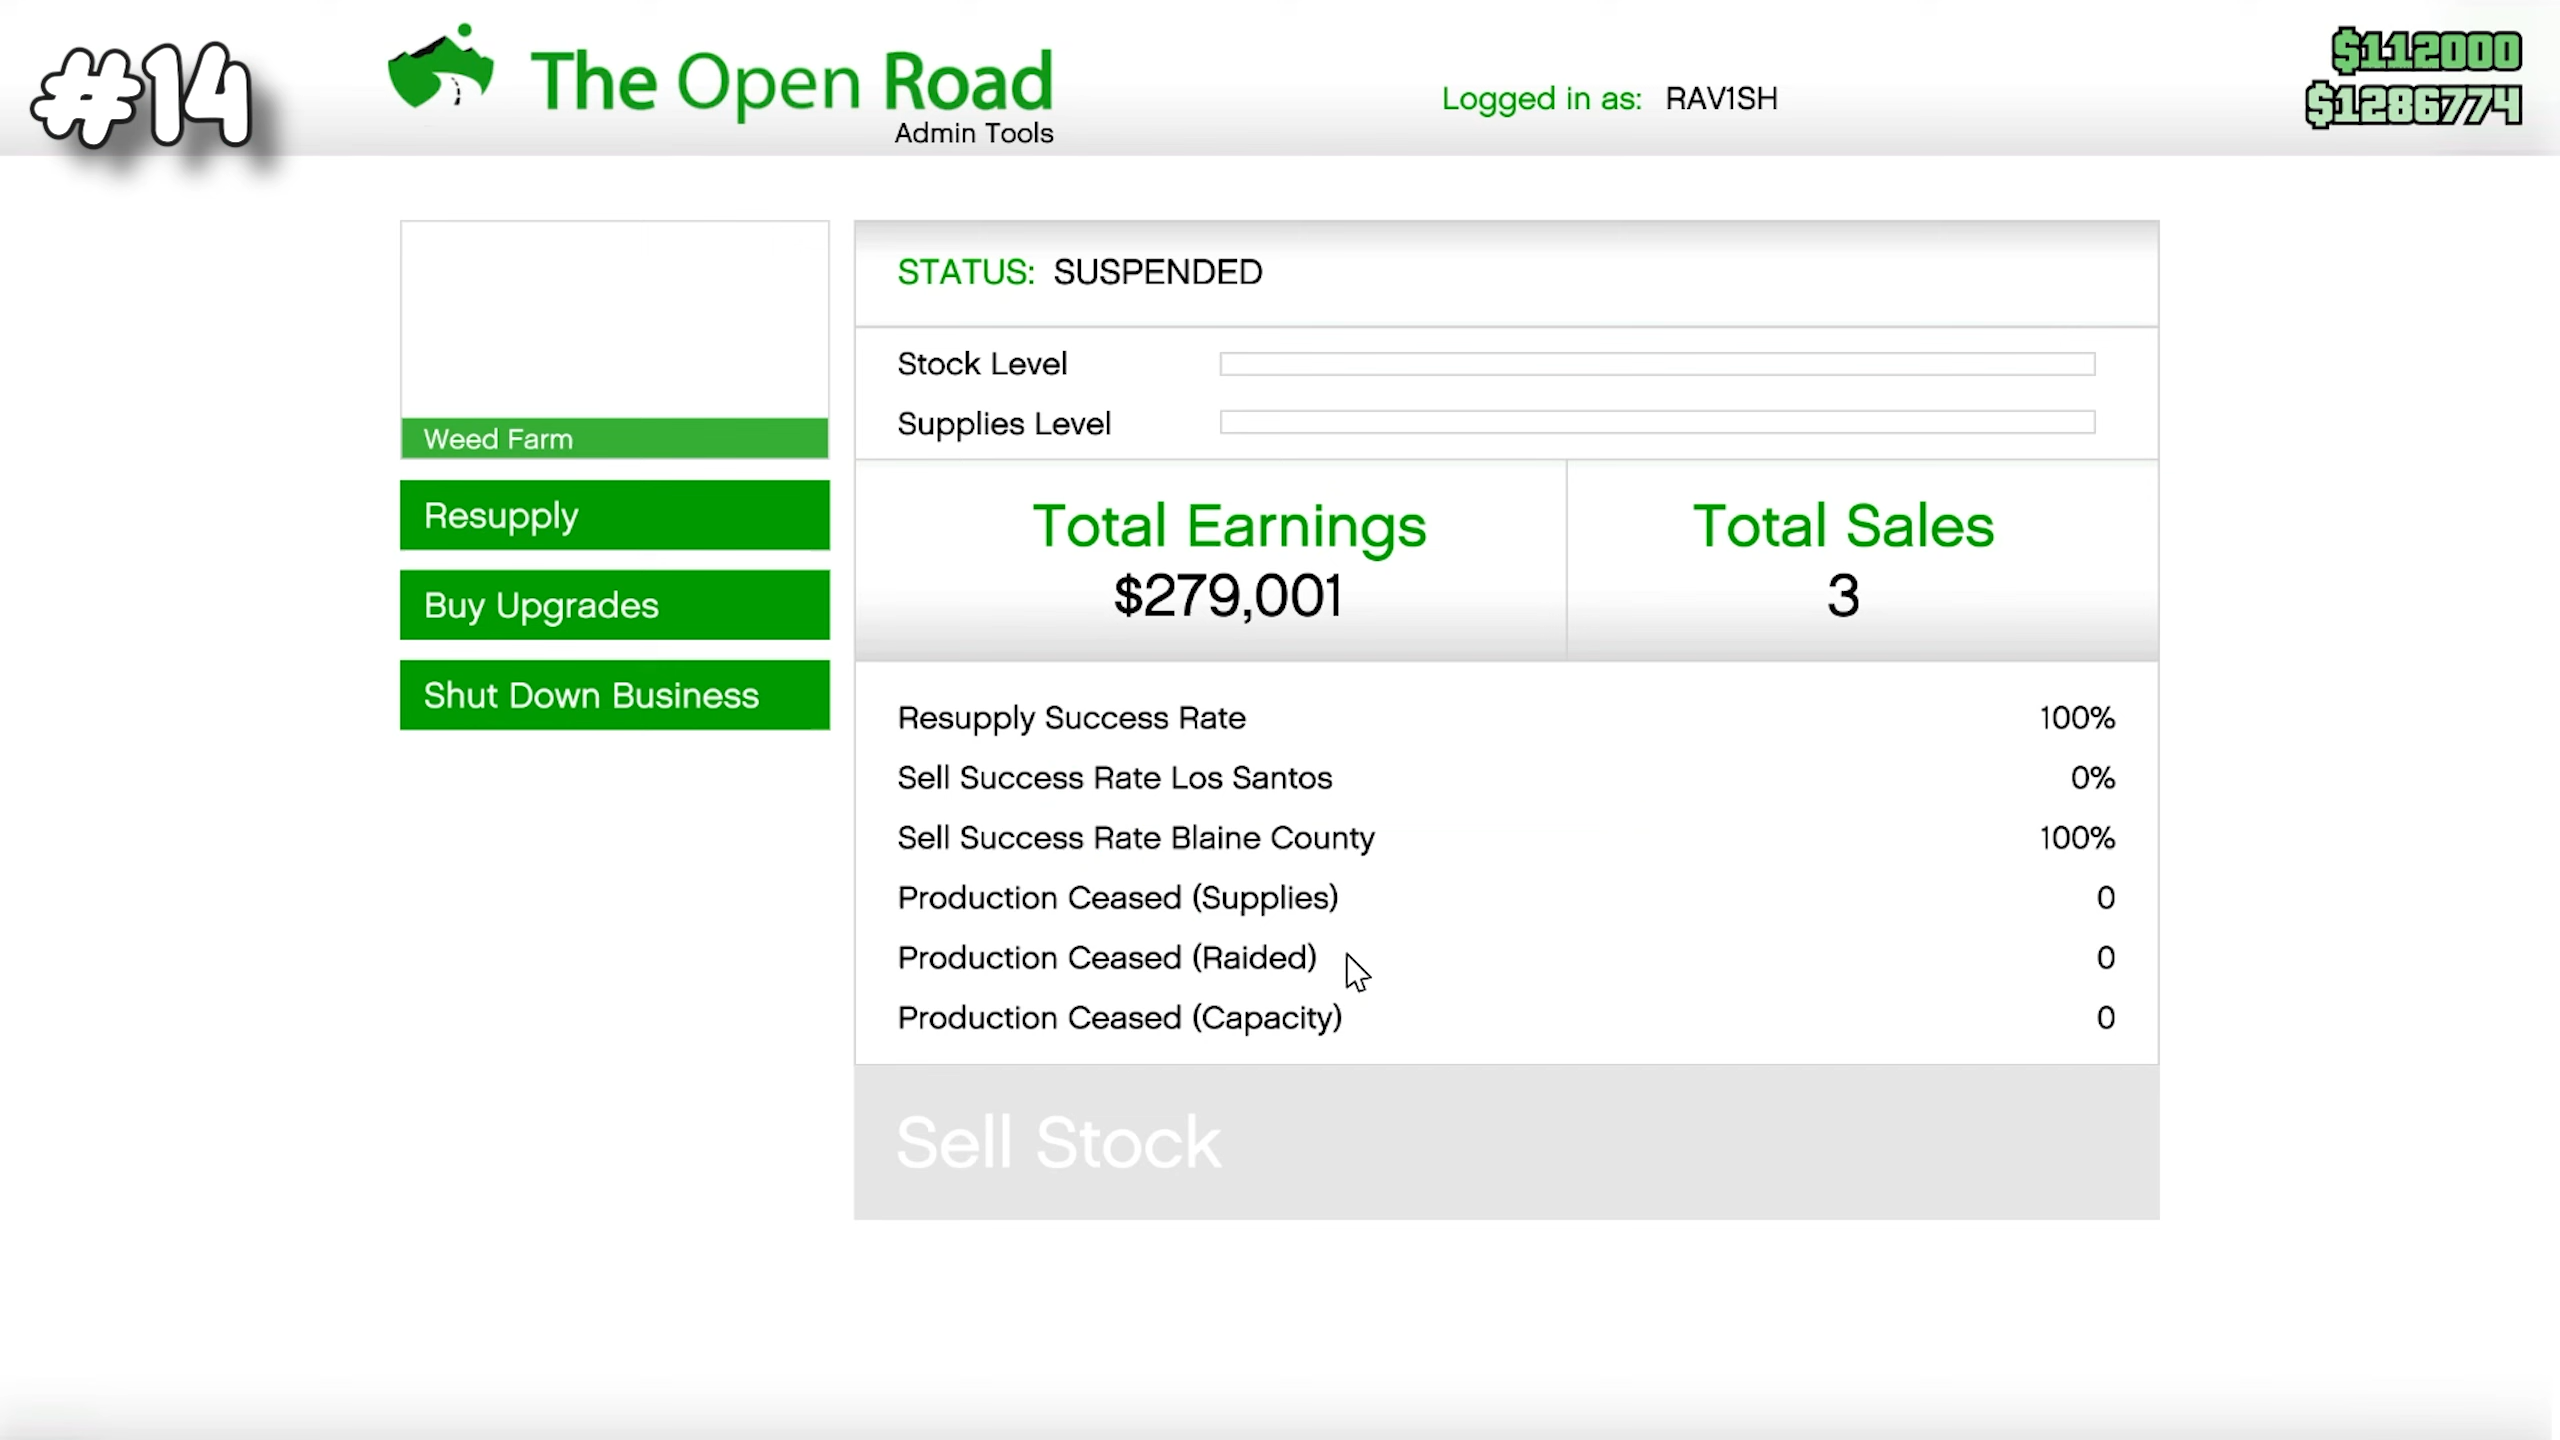 #14
The Open Road
Admin Tools
Logged in as: RAV1SH
$112000
$1286774
Weed Farm
Resupply
Buy Upgrades
Shut Down Business
STATUS: SUSPENDED
Stock Level
Supplies Level
Total Earnings
$279,001
Total Sales
3
Resupply Success Rate 100%
Sell Success Rate Los Santos 0%
Sell Success Rate Blaine County 100%
Production Ceased (Supplies) 0
Production Ceased (Raided) 0
Production Ceased (Capacity) 0
Sell Stock